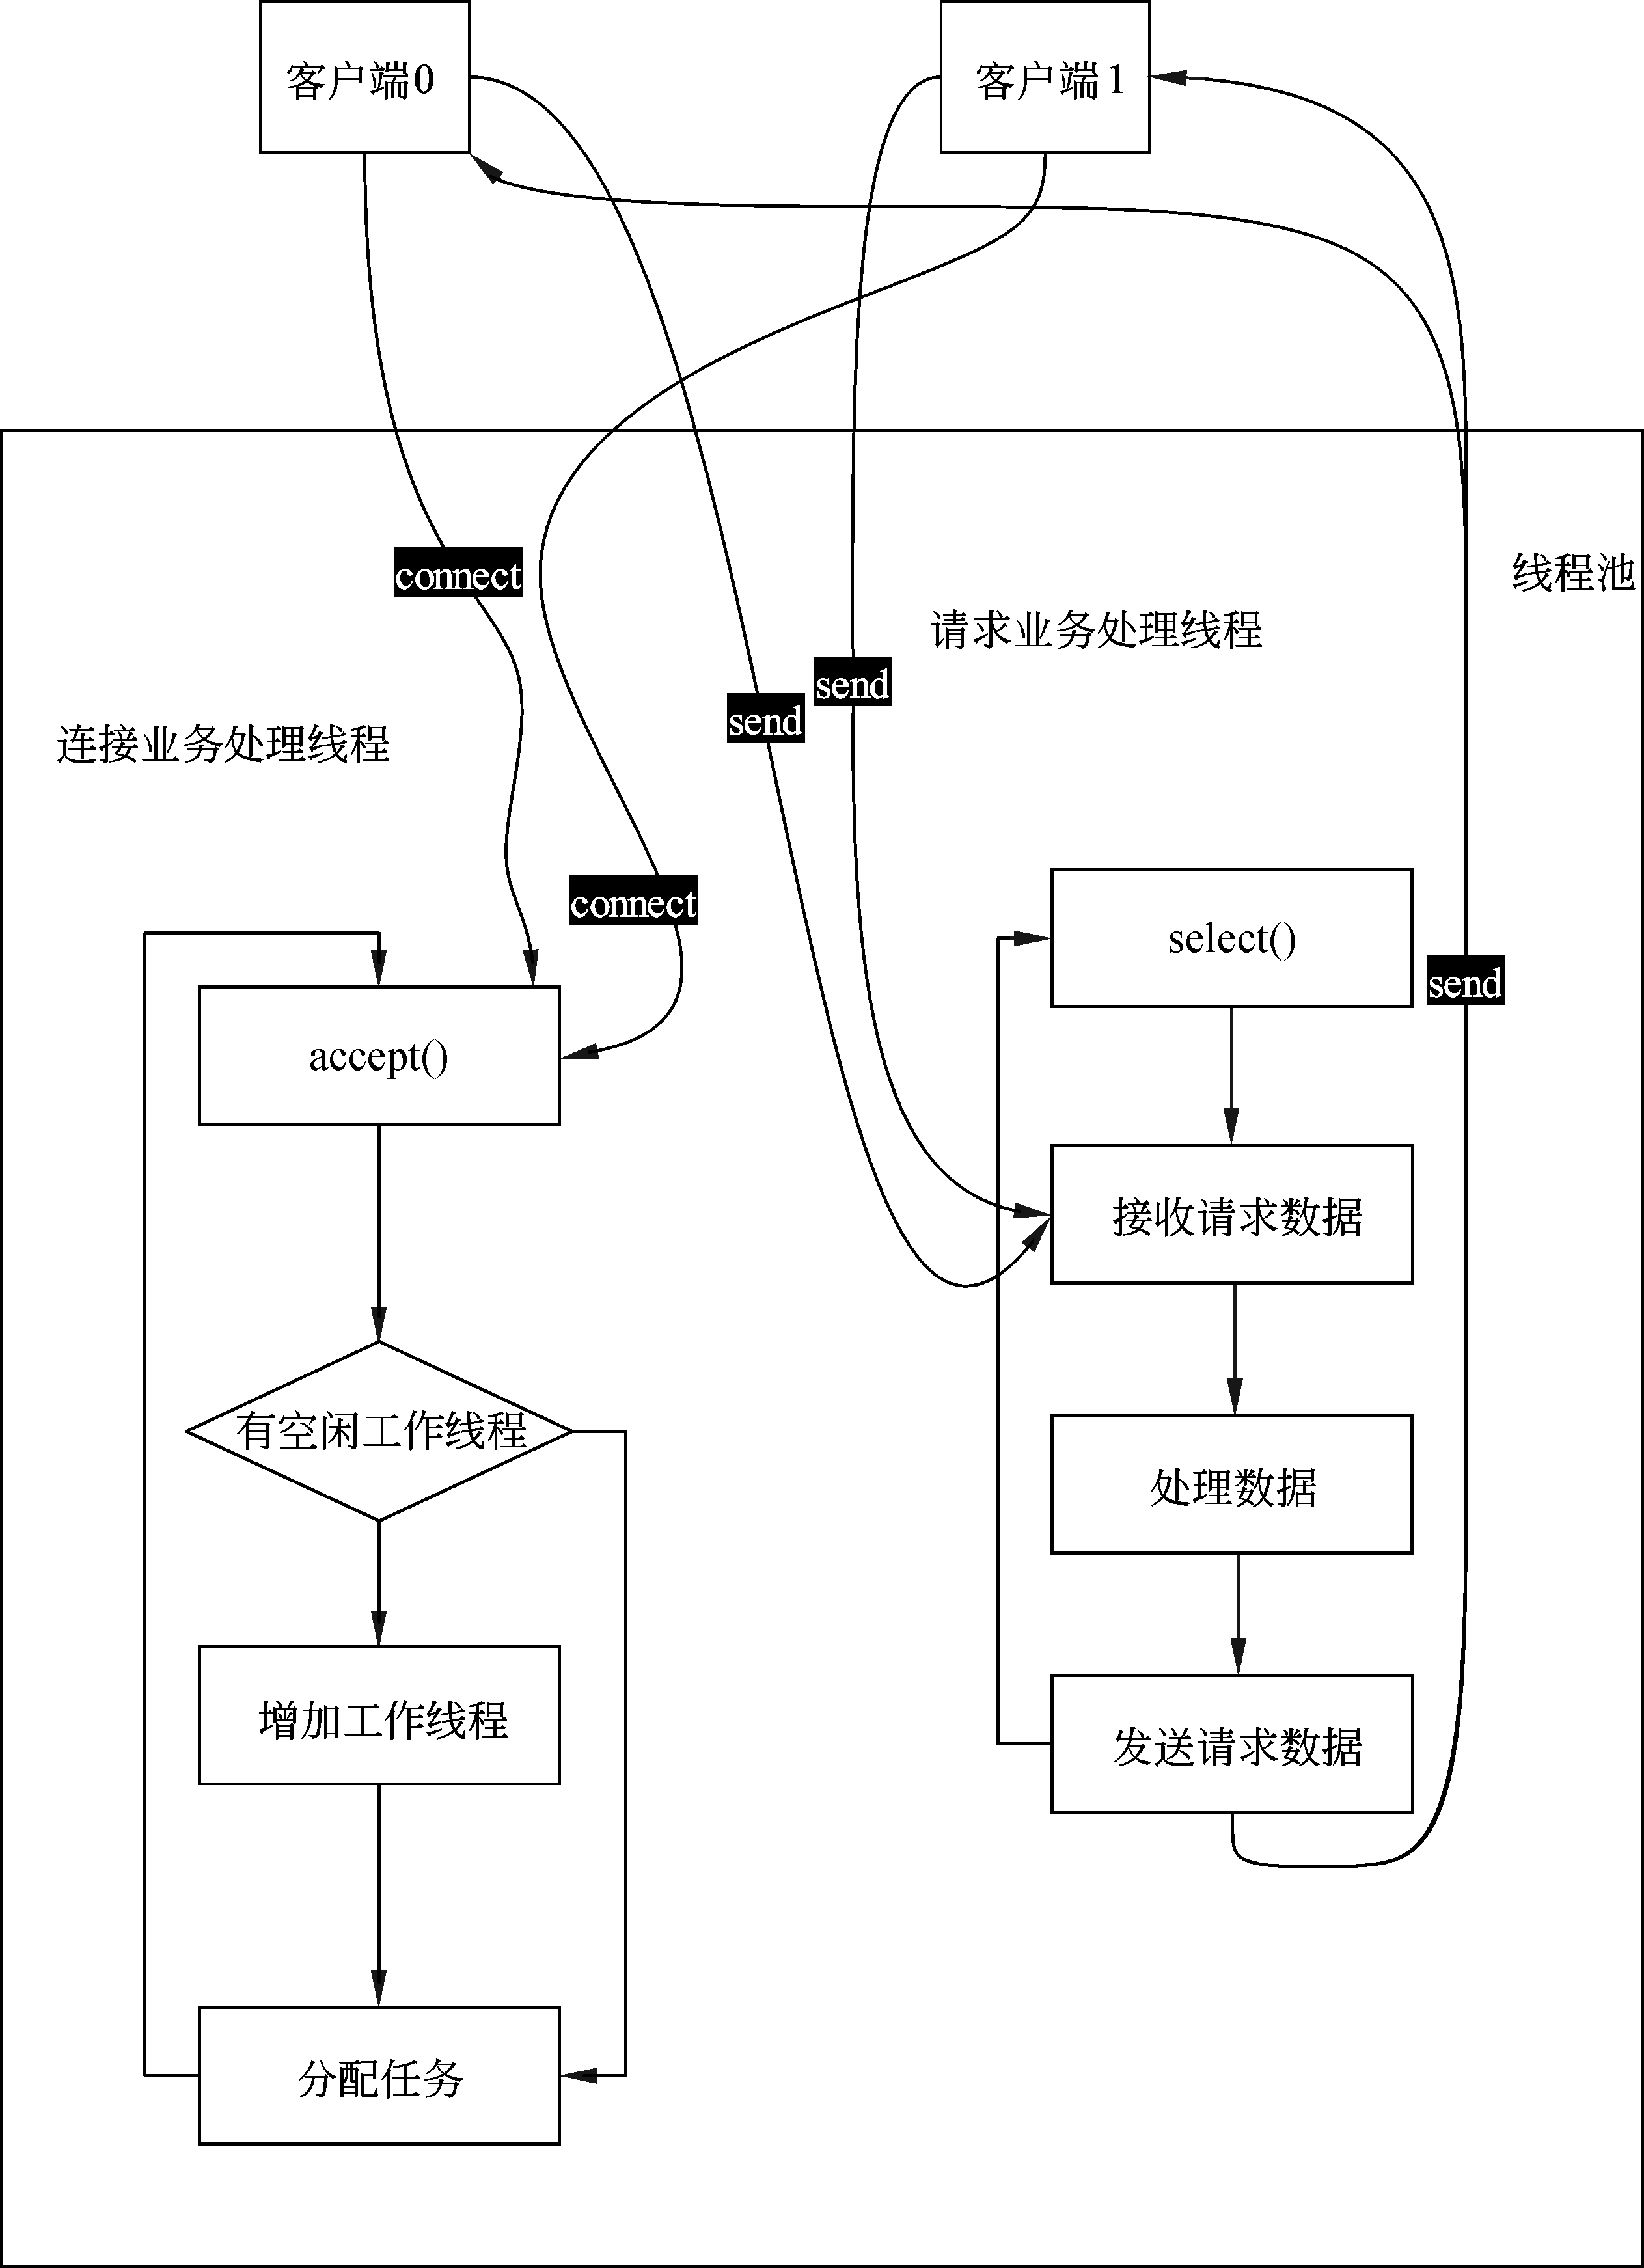 客户端0
客户端1
connect
线程池
请求业务处理线程
send
send
连接业务处理线程
connect
select()
send
accept()
接收请求数据
有空闲工作线程
处理数据
增加工作线程
发送请求数据
分配任务